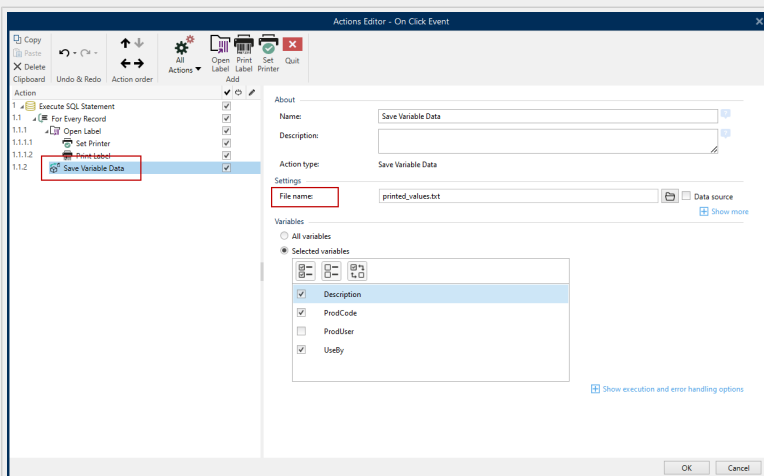 Actions Editor - On Click Event
Copy
Paste
Delete
All Actions
Open Label
Print Label
Set Printer
Quit
Clipboard
Undo & Redo
Action order
Add
Action
1 Execute SQL Statement
1.1 For Every Record
1.1.1 Open Label
1.1.1.1 Set Printer
1.1.1.2 Print Label
1.1.2 Save Variable Data
About
Name: Save Variable Data
Description:
Action type: Save Variable Data
Settings
File name: printed_values.txt Data source
Show more
Variables
All variables
Selected variables
Description
ProdCode
ProdUser
UseBy
Show execution and error handling options
OK Cancel